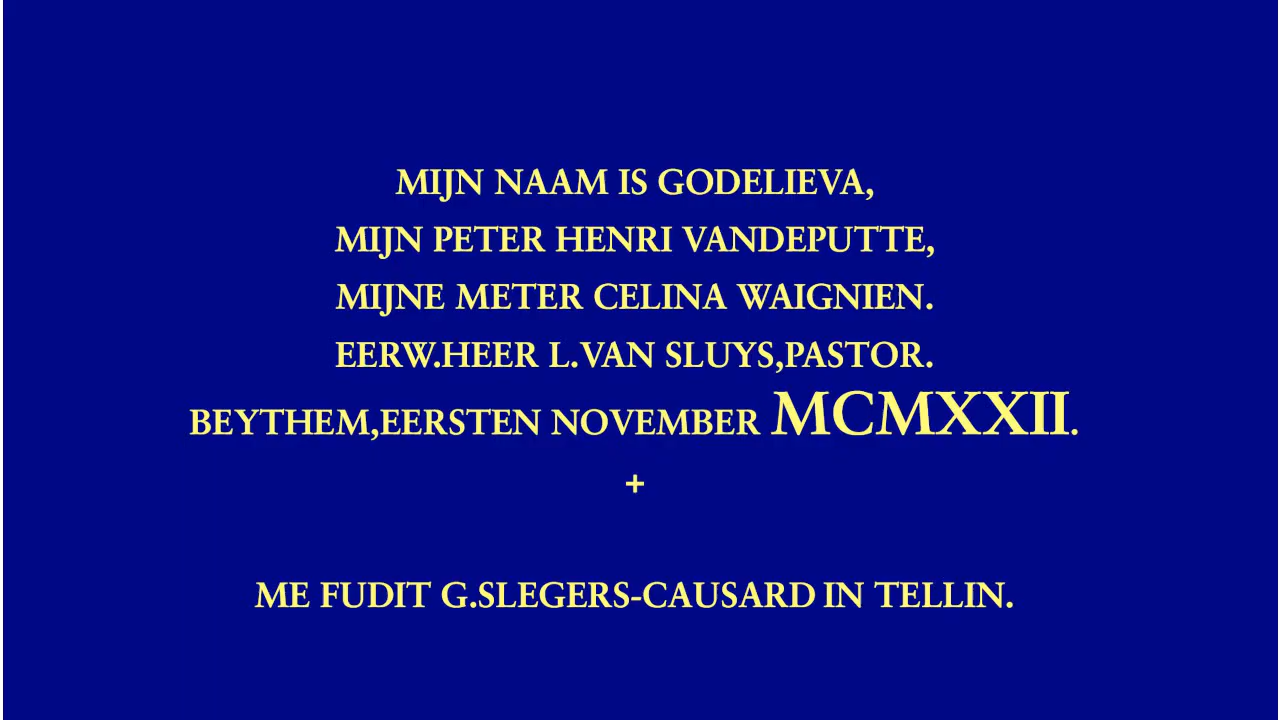 MIJN NAAM IS GODELIEVA,
MIJN PETER HENRI VANDEPUTTE,
MIJNE METER CELINA WAIGNIEN.
EERW.HEER L.VAN SLUYS,PASTOR.
BEYTHEM,EERSTEN NOVEMBER MCMXXII.
+
ME FUDIT G.SLEGERS-CAUSARD IN TELLIN.